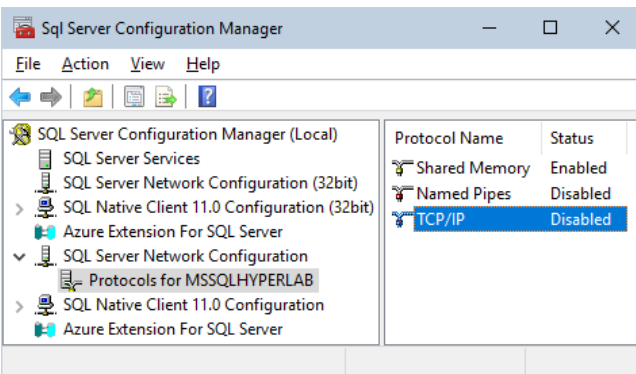 Sql Server Configuration Manager
File Action View Help
SQL Server Configuration Manager (Local)
SQL Server Services
SQL Server Network Configuration (32bit)
SQL Native Client 11.0 Configuration (32bit)
Azure Extension For SQL Server
SQL Server Network Configuration
Protocols for MSSQLHYPERLAB
SQL Native Client 11.0 Configuration
Azure Extension For SQL Server
Protocol Name Status
Shared Memory Enabled
Named Pipes Disabled
TCP/IP Disabled